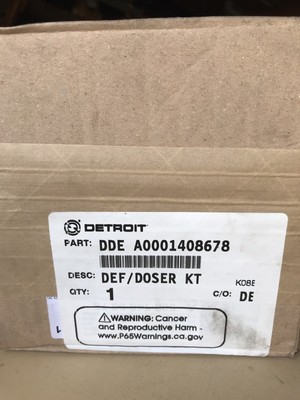 DETROIT
PART: DDE A0001408678
DESC: DEF/DOSER KT
K08E
QTY: 1 C/O: DE
WARNING: Cancer
and Reproductive Harm -
www.P65Warnings.ca.gov